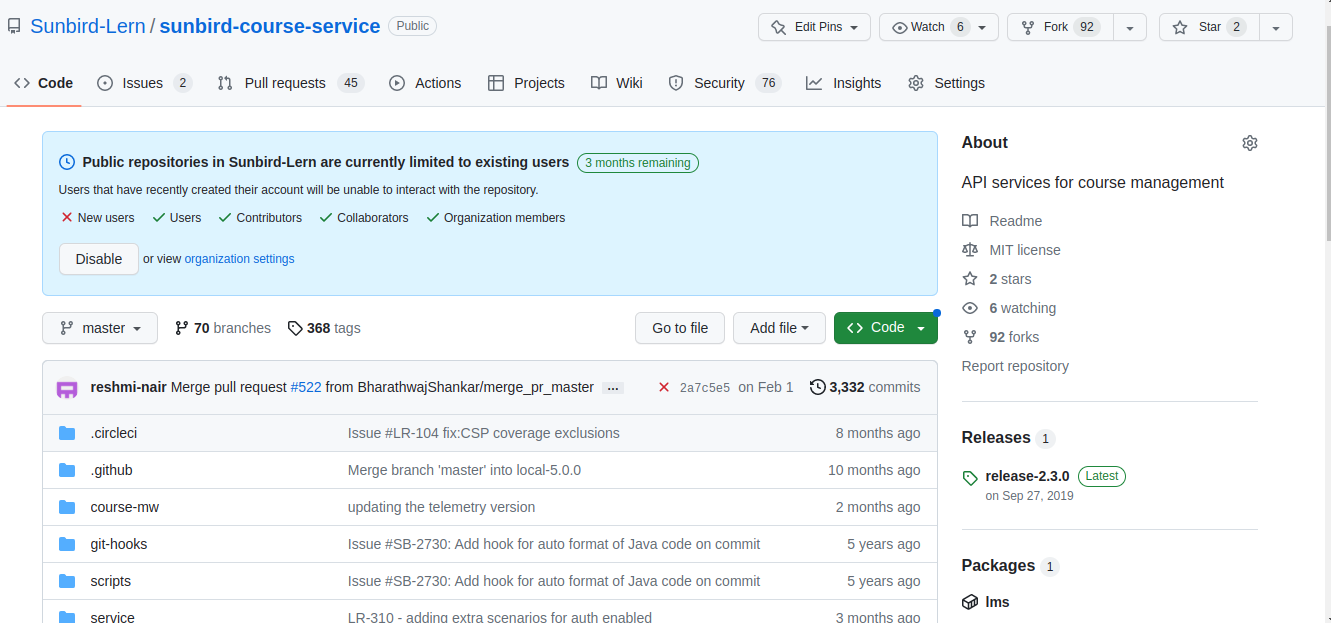 Sunbird-Lern / sunbird-course-service Public
Edit Pins Watch 6 Fork 92 Star 2
Code Issues 2 Pull requests 45 Actions Projects Wiki Security 76 Insights Settings
Public repositories in Sunbird-Lern are currently limited to existing users 3 months remaining
Users that have recently created their account will be unable to interact with the repository.
New users Users Contributors Collaborators Organization members
Disable or view organization settings
master 70 branches 368 tags Go to file Add file Code
reshmi-nair Merge pull request #522 from BharathwajShankar/merge_pr_master ... 2a7c5e5 on Feb 1 3,332 commits
.circleci Issue #LR-104 fix:CSP coverage exclusions 8 months ago
.github Merge branch 'master' into local-5.0.0 10 months ago
course-mw updating the telemetry version 2 months ago
git-hooks Issue #SB-2730: Add hook for auto format of Java code on commit 5 years ago
scripts Issue #SB-2730: Add hook for auto format of Java code on commit 5 years ago
service LR-310 - adding extra scenarios for auth enabled 3 months ago
About
API services for course management
Readme
MIT license
2 stars
6 watching
92 forks
Report repository
Releases 1
release-2.3.0 Latest
on Sep 27, 2019
Packages 1
lms